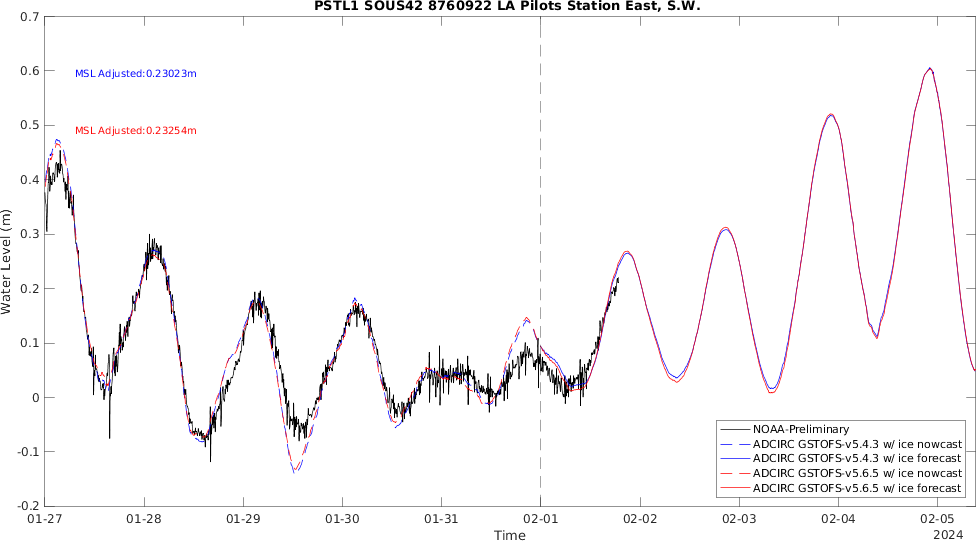 PSTL1 SOUS42 8760922 LA Pilots Station East, S.W.
0.7
0.6
0.5
0.4
0.3
0.2
0.1
0
-0.1
-0.2
Water Level (m)
MSL Adjusted:0.23023m
MSL Adjusted:0.23254m
NOAA-Preliminary
ADCIRC GSTOFS-v5.4.3 w/ ice nowcast
ADCIRC GSTOFS-v5.4.3 w/ ice forecast
ADCIRC GSTOFS-v5.6.5 w/ ice nowcast
ADCIRC GSTOFS-v5.6.5 w/ ice forecast
01-27 01-28 01-29 01-30 01-31 02-01 02-02 02-03 02-04 02-05
Time
2024